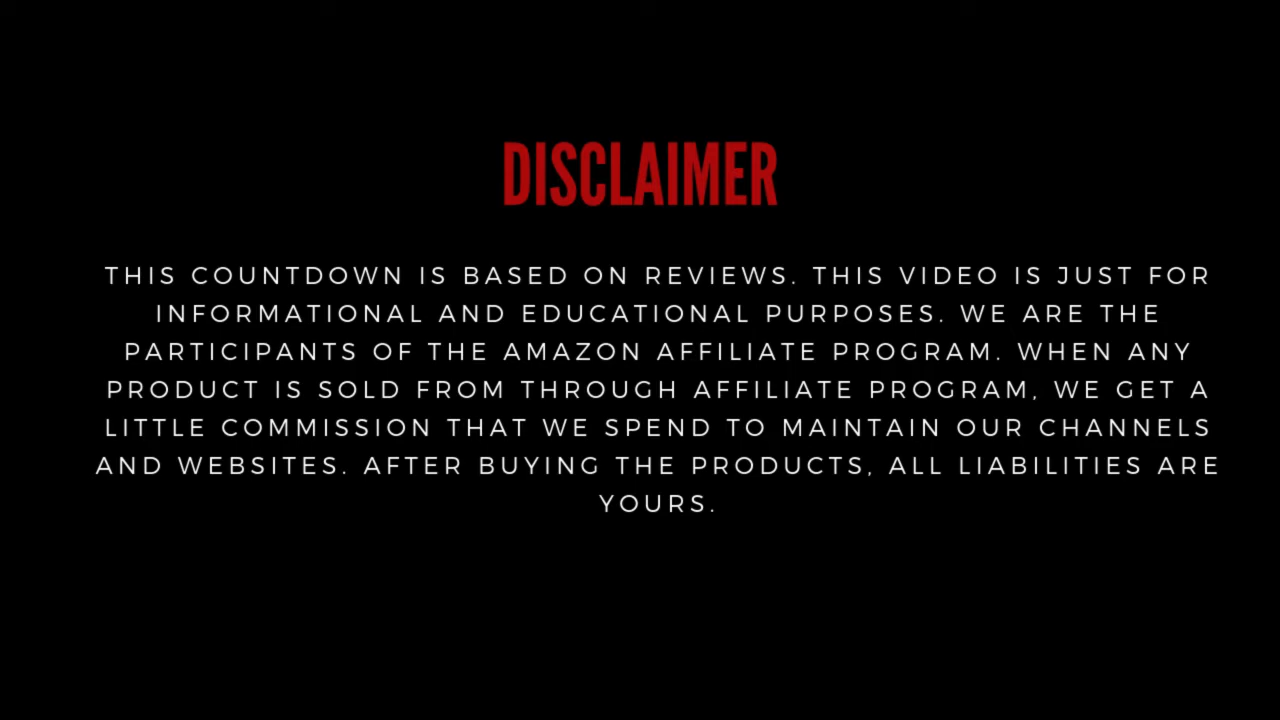 DISCLAIMER
THIS COUNTDOWN IS BASED ON REVIEWS. THIS VIDEO IS JUST FOR
INFORMATIONAL AND EDUCATIONAL PURPOSES. WE ARE THE
PARTICIPANTS OF THE AMAZON AFFILIATE PROGRAM. WHEN ANY
PRODUCT IS SOLD FROM THROUGH AFFILIATE PROGRAM, WE GET A
LITTLE COMMISSION THAT WE SPEND TO MAINTAIN OUR CHANNELS
AND WEBSITES. AFTER BUYING THE PRODUCTS, ALL LIABILITIES ARE
YOURS.